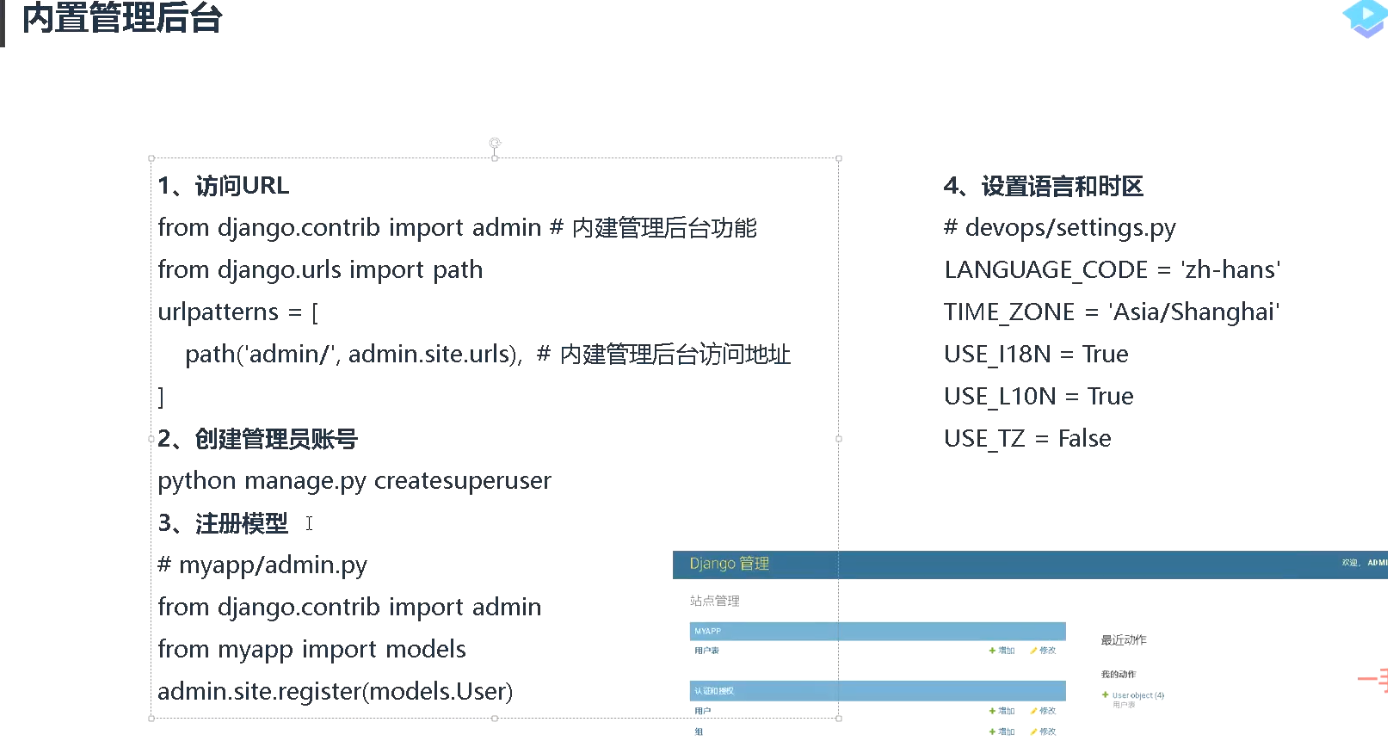 内置管理后台
1、访问URL
from django.contrib import admin # 内建管理后台功能
from django.urls import path
urlpatterns = [
path('admin/', admin.site.urls),  # 内建管理后台访问地址
]
2、创建管理员账号
python manage.py createsuperuser
3、注册模型
# myapp/admin.py
from django.contrib import admin
from myapp import models
admin.site.register(models.User)
4、设置语言和时区
# devops/settings.py
LANGUAGE_CODE = 'zh-hans'
TIME_ZONE = 'Asia/Shanghai'
USE_I18N = True
USE_L10N = True
USE_TZ = False
Django 管理
欢迎，ADMI
站点管理
MYAPP
用户表 增加 修改
认证和授权
用户 增加 修改
组 增加 修改
最近动作
我的动作
User object (4)
用户表
一手